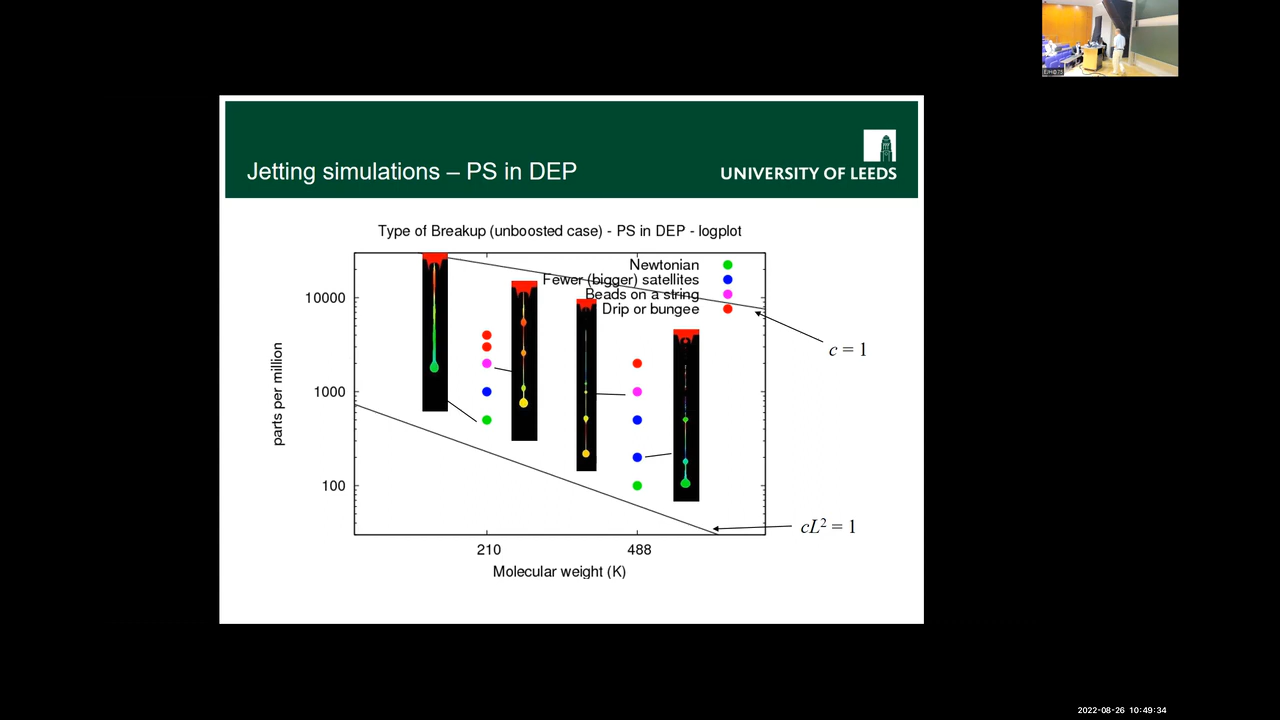 Jetting simulations – PS in DEP
UNIVERSITY OF LEEDS
Type of Breakup (unboosted case) - PS in DEP - logplot
Newtonian
Fewer (bigger) satellites
Beads on a string
Drip or bungee
10000
1000
100
parts per million
c = 1
cL² = 1
210
488
Molecular weight (K)
2022-08-26 10:49:34